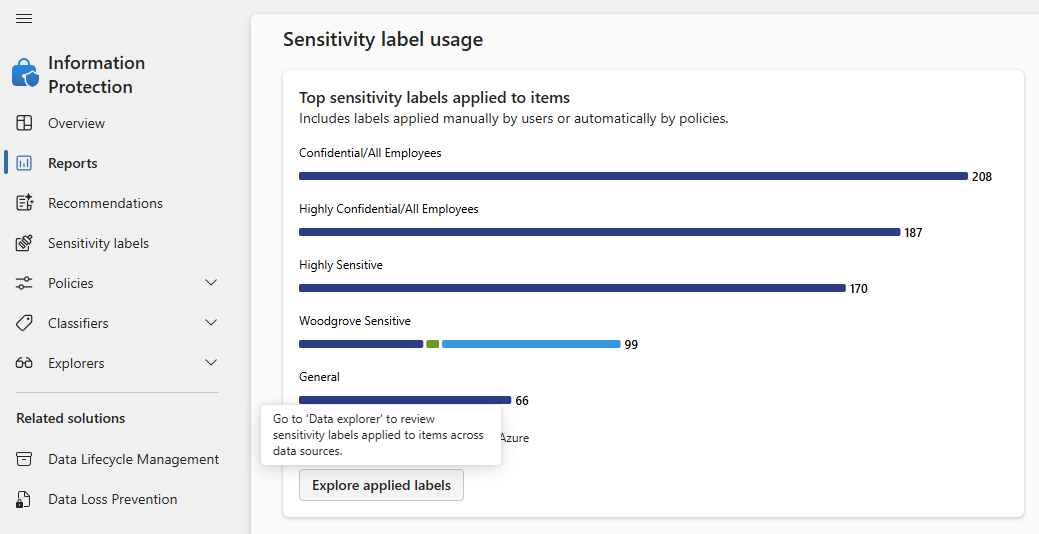 Information
Protection
Overview
Reports
Recommendations
Sensitivity labels
Policies
Classifiers
Explorers
Related solutions
Data Lifecycle Management
Data Loss Prevention
Sensitivity label usage
Top sensitivity labels applied to items
Includes labels applied manually by users or automatically by policies.
Confidential/All Employees
208
Highly Confidential/All Employees
187
Highly Sensitive
170
Woodgrove Sensitive
99
General
66
Go to 'Data explorer' to review
sensitivity labels applied to items across
data sources.
Azure
Explore applied labels